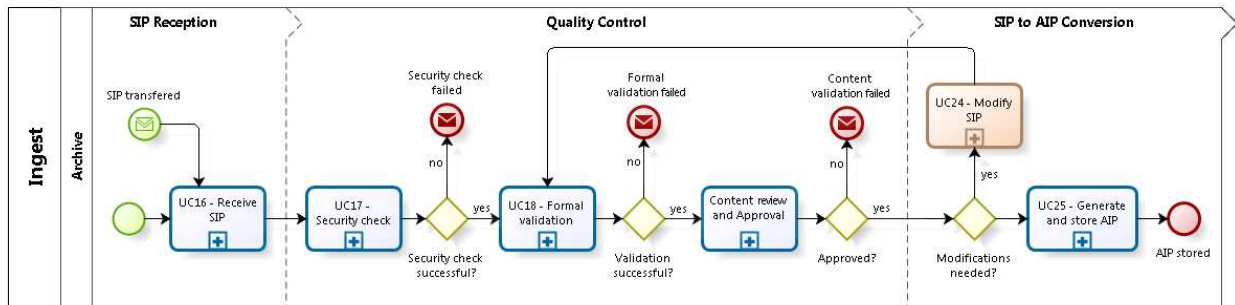 SIP Reception
Quality Control
SIP to AIP Conversion
Ingest
Archive
SIP transfered
Security check
failed
Formal
validation failed
Content
validation failed
UC24 - Modify
SIP
no
no
no
yes
UC16 - Receive
SIP
UC17 -
Security check
yes
UC18 - Formal
validation
yes
Content review
and Approval
yes
UC25 - Generate
and store AIP
Security check
successful?
Validation
successful?
Approved?
Modifications
needed?
AIP stored